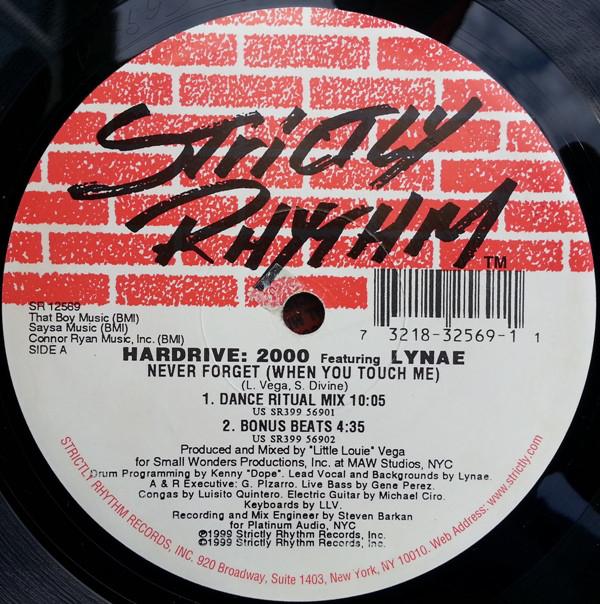 Strictly
Rhythm
TM
SR 12569
That Boy Music (BMI)
Saysa Music (BMI)
Connor Ryan Music, Inc. (BMI)
SIDE A
7 3218-32569-1 1
HARDRIVE: 2000 Featuring LYNAE
NEVER FORGET (WHEN YOU TOUCH ME)
(L. Vega, S. Divine)
1. DANCE RITUAL MIX 10:05
US SR399 56901
2. BONUS BEATS 4:35
US SR399 56902
Produced and Mixed by "Little Louie" Vega
for Small Wonders Productions, Inc. at MAW Studios, NYC
Drum Programming by Kenny "Dope". Lead Vocal and Backgrounds by Lynae.
A & R Executive: G. PIzarro. Live Bass by Gene Perez.
Congas by Luisito Quintero. Electric Guitar by Michael Ciro.
Keyboards by LLV.
Recording and Mix Engineer by Steven Barkan
for Platinum Audio, NYC
℗1999 Strictly Rhythm Records, Inc.
©1999 Strictly Rhythm Records, Inc.
STRICTLY RHYTHM RECORDS, INC. 920 Broadway, Suite 1403, New York, NY 10010. Web Address: www.strictly.com